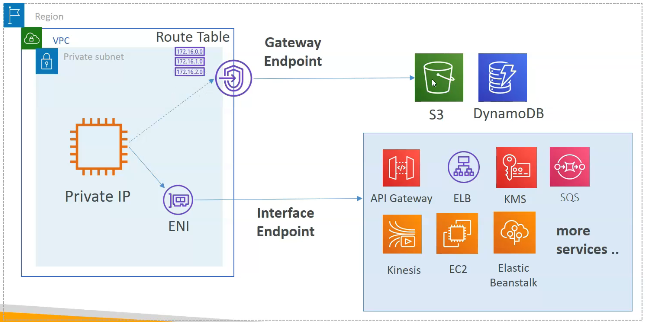 Region
VPC
Private subnet
Route Table
172.16.0.0
172.16.1.0
172.16.2.0
Gateway
Endpoint
S3
DynamoDB
Private IP
ENI
Interface
Endpoint
API Gateway
ELB
KMS
SQS
Kinesis
EC2
Elastic
Beanstalk
more
services ..